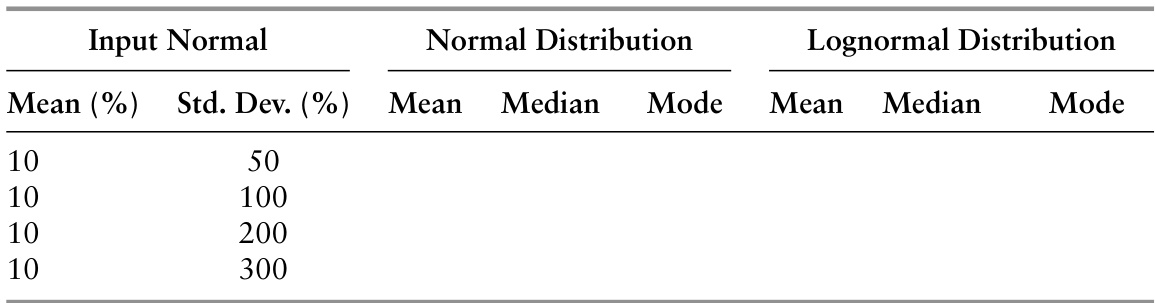 Input Normal Normal Distribution Lognormal Distribution
Mean (%) Std. Dev. (%) Mean Median Mode Mean Median Mode
10 50
10 100
10 200
10 300